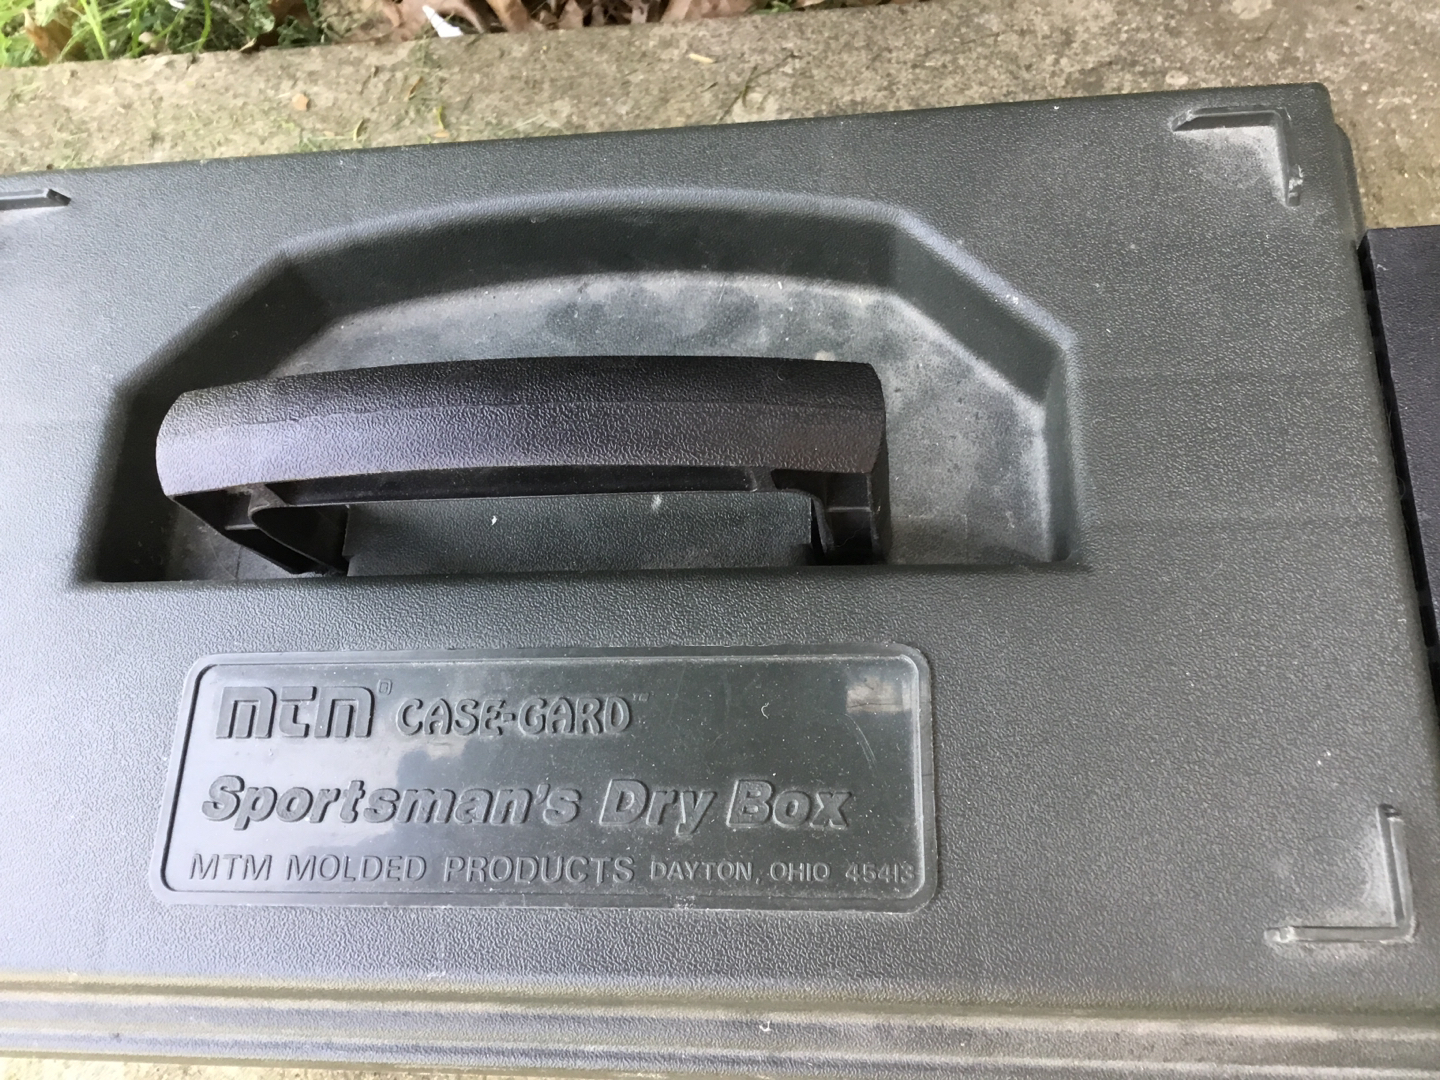 MTM® CASE-GARD™
Sportsman's Dry Box
MTM MOLDED PRODUCTS DAYTON, OHIO 45413